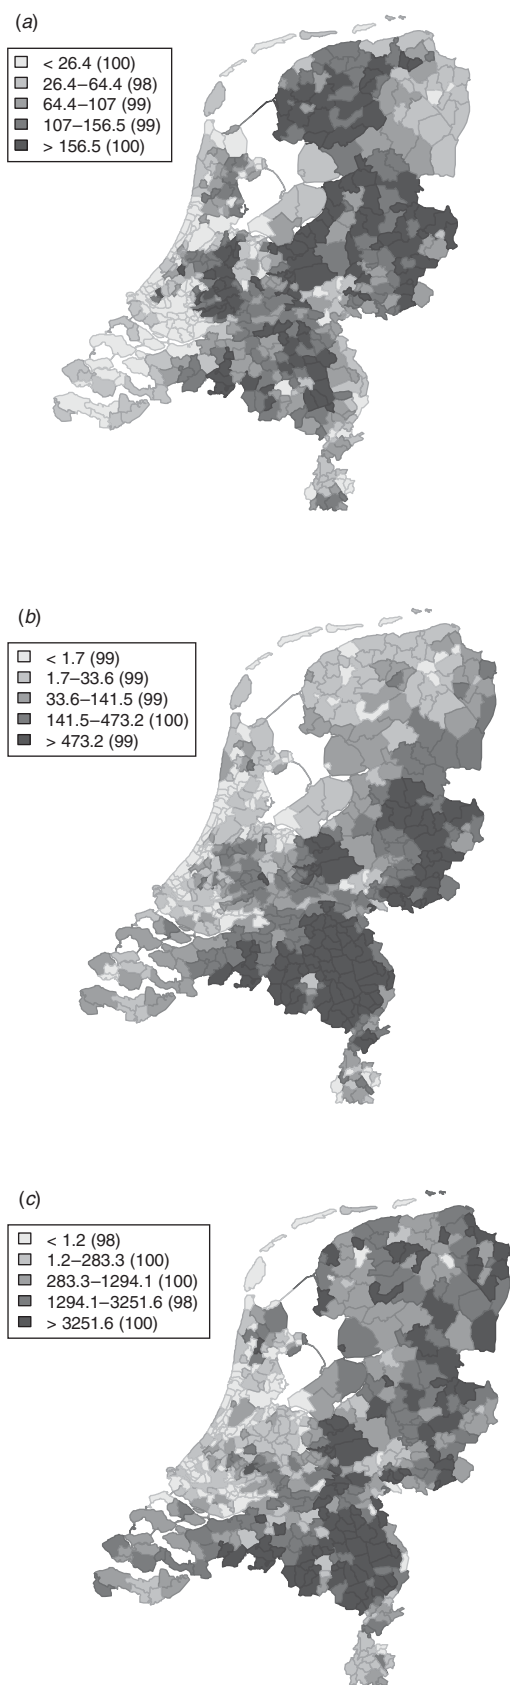 (a)
< 26.4 (100)
26.4–64.4 (98)
64.4–107 (99)
107–156.5 (99)
> 156.5 (100)
(b)
< 1.7 (99)
1.7–33.6 (99)
33.6–141.5 (99)
141.5–473.2 (100)
> 473.2 (99)
(c)
< 1.2 (98)
1.2–283.3 (100)
283.3–1294.1 (100)
1294.1–3251.6 (98)
> 3251.6 (100)